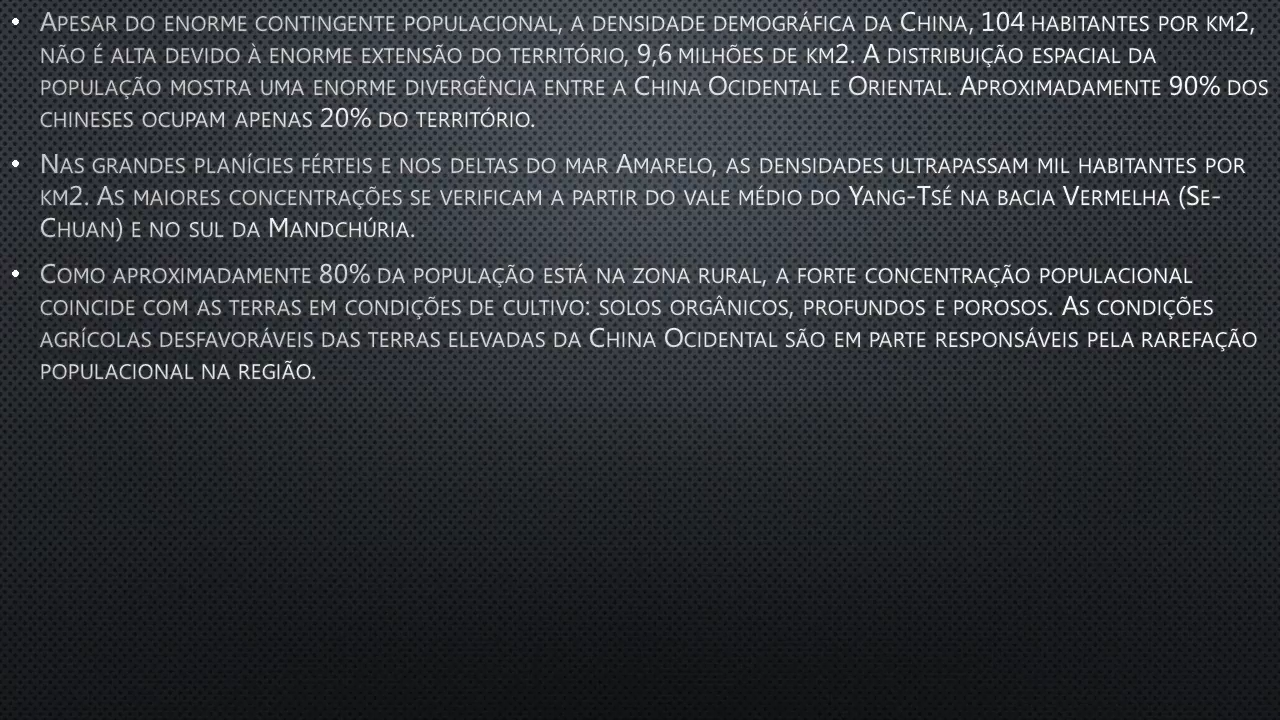 • Apesar do enorme contingente populacional, a densidade demográfica da China, 104 habitantes por km2,
não é alta devido à enorme extensão do território, 9,6 milhões de km2. A distribuição espacial da
população mostra uma enorme divergência entre a China Ocidental e Oriental. Aproximadamente 90% dos
chineses ocupam apenas 20% do território.
• Nas grandes planícies férteis e nos deltas do mar Amarelo, as densidades ultrapassam mil habitantes por
km2. As maiores concentrações se verificam a partir do vale médio do Yang-Tsé na bacia Vermelha (Se-
Chuan) e no sul da Mandchúria.
• Como aproximadamente 80% da população está na zona rural, a forte concentração populacional
coincide com as terras em condições de cultivo: solos orgânicos, profundos e porosos. As condições
agrícolas desfavoráveis das terras elevadas da China Ocidental são em parte responsáveis pela rarefação
populacional na região.